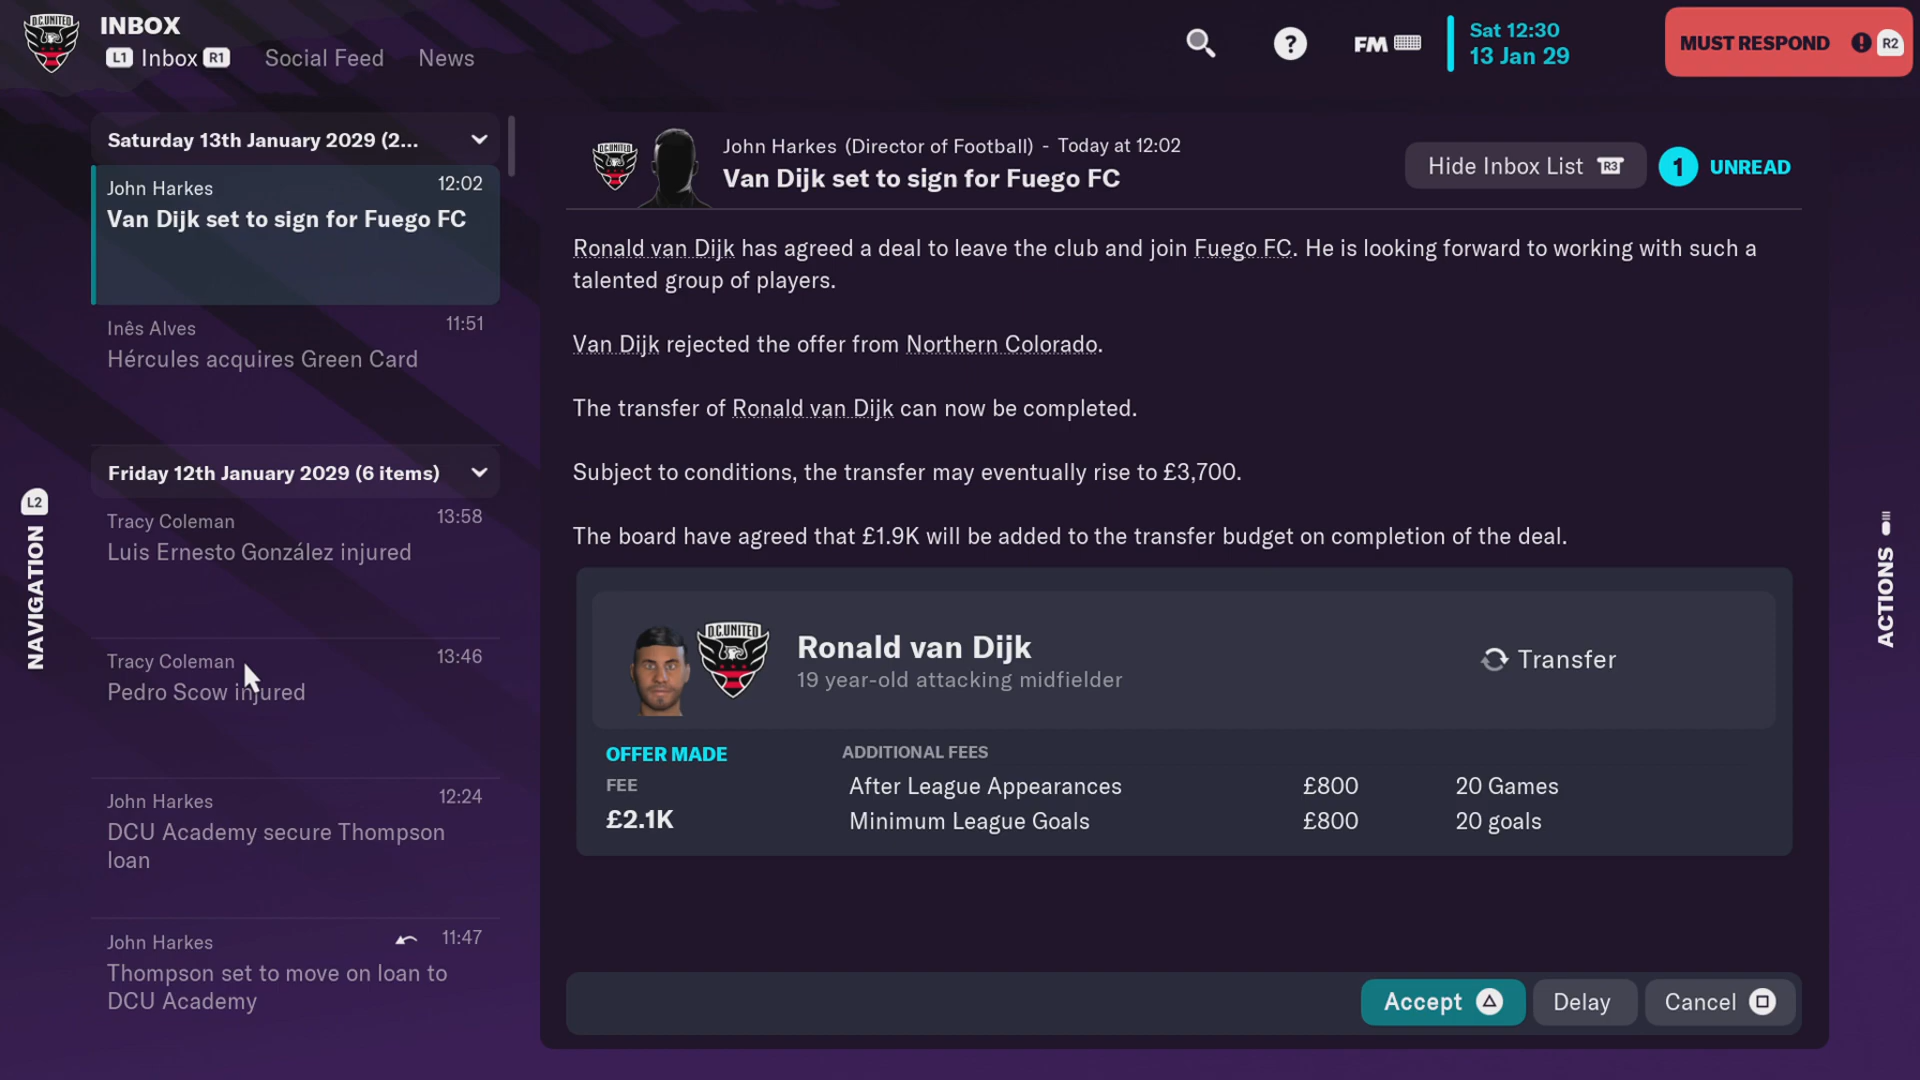 D.C.UNITED
INBOX
L1 Inbox R1 Social Feed News
?
FM
Sat 12:30
13 Jan 29
MUST RESPOND ! R2
Saturday 13th January 2029 (2...
John Harkes 12:02
Van Dijk set to sign for Fuego FC
Inês Alves 11:51
Hércules acquires Green Card
Friday 12th January 2029 (6 items)
Tracy Coleman 13:58
Luis Ernesto González injured
Tracy Coleman 13:46
Pedro Scow injured
John Harkes 12:24
DCU Academy secure Thompson
loan
John Harkes 11:47
Thompson set to move on loan to
DCU Academy
L2
NAVIGATION
D.C.UNITED
John Harkes (Director of Football) - Today at 12:02
Van Dijk set to sign for Fuego FC
Hide Inbox List R3
1 UNREAD
Ronald van Dijk has agreed a deal to leave the club and join Fuego FC. He is looking forward to working with such a
talented group of players.
Van Dijk rejected the offer from Northern Colorado.
The transfer of Ronald van Dijk can now be completed.
Subject to conditions, the transfer may eventually rise to £3,700.
The board have agreed that £1.9K will be added to the transfer budget on completion of the deal.
D.C.UNITED
Ronald van Dijk
19 year-old attacking midfielder
Transfer
OFFER MADE
FEE
£2.1K
ADDITIONAL FEES
After League Appearances £800 20 Games
Minimum League Goals £800 20 goals
Accept Delay Cancel
ACTIONS